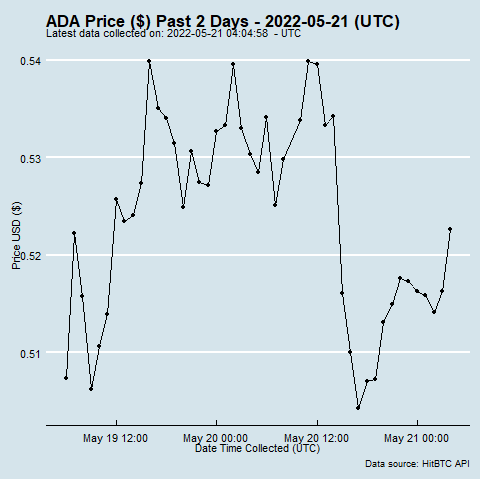 ADA Price ($) Past 2 Days - 2022-05-21 (UTC)
Latest data collected on: 2022-05-21 04:04:58 - UTC
0.54
0.53
0.52
0.51
Price USD ($)
May 19 12:00 May 20 00:00 May 20 12:00 May 21 00:00
Date Time Collected (UTC)
Data source: HitBTC API